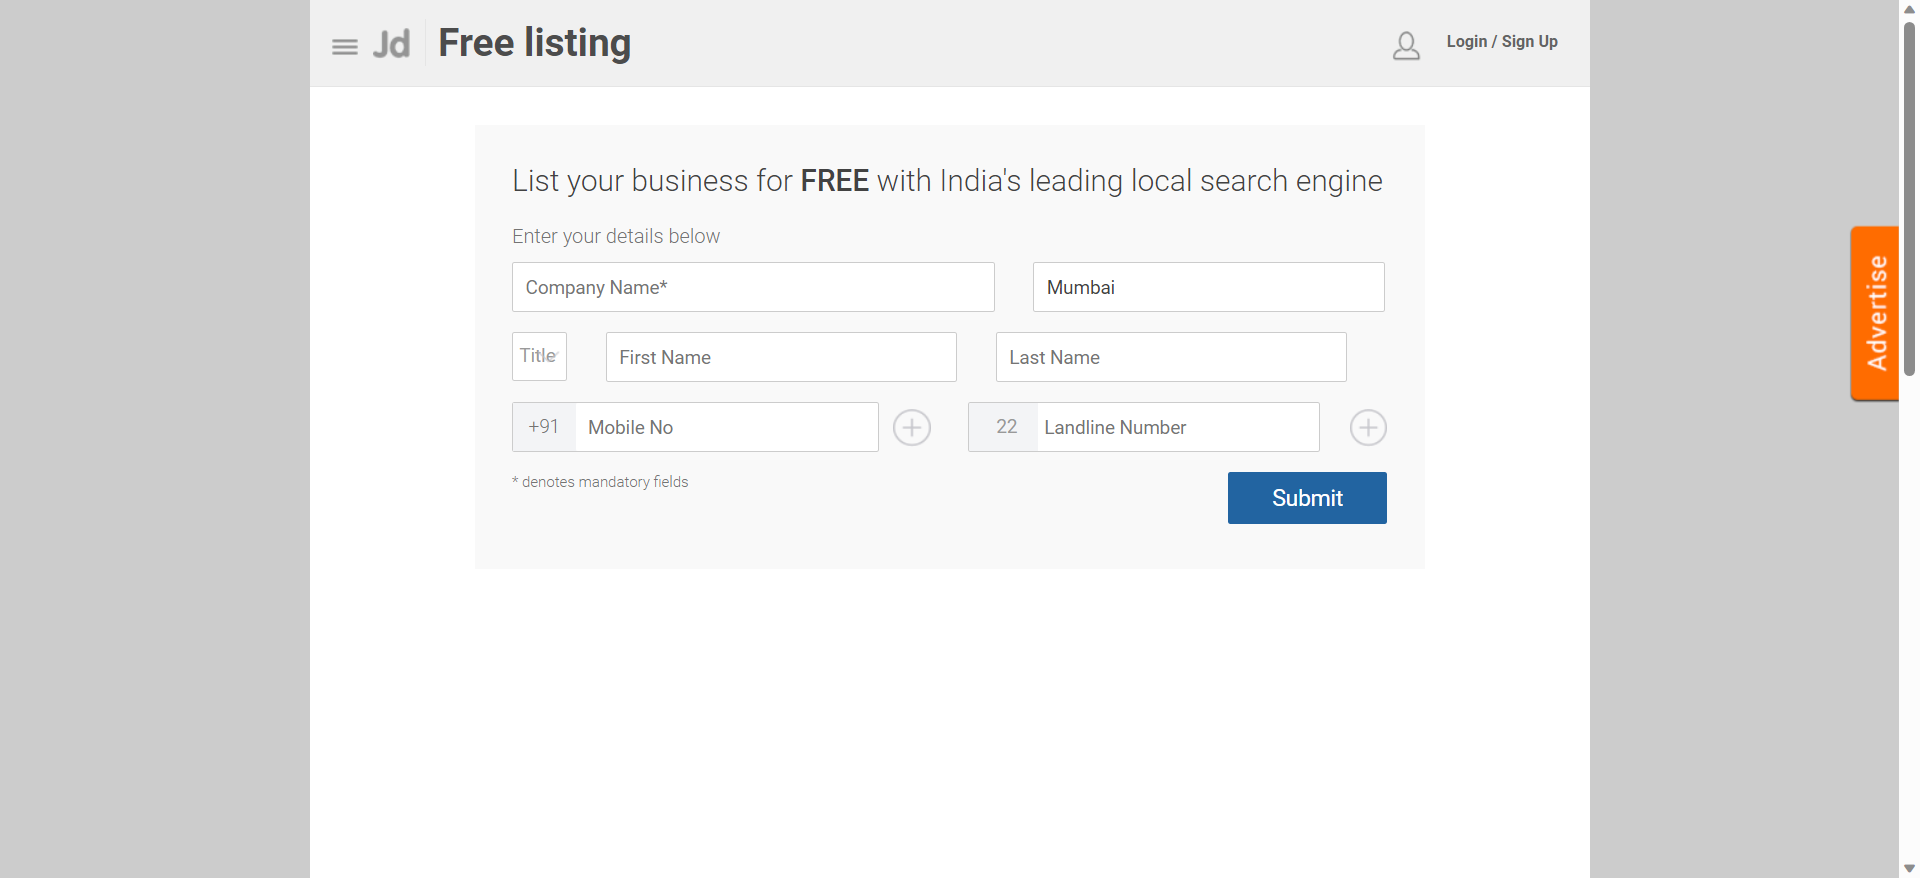 Jd Free listing Login / Sign Up
List your business for FREE with India's leading local search engine
Enter your details below
Company Name* Mumbai
Title First Name Last Name
+91 Mobile No 22 Landline Number
* denotes mandatory fields
Submit
Advertise